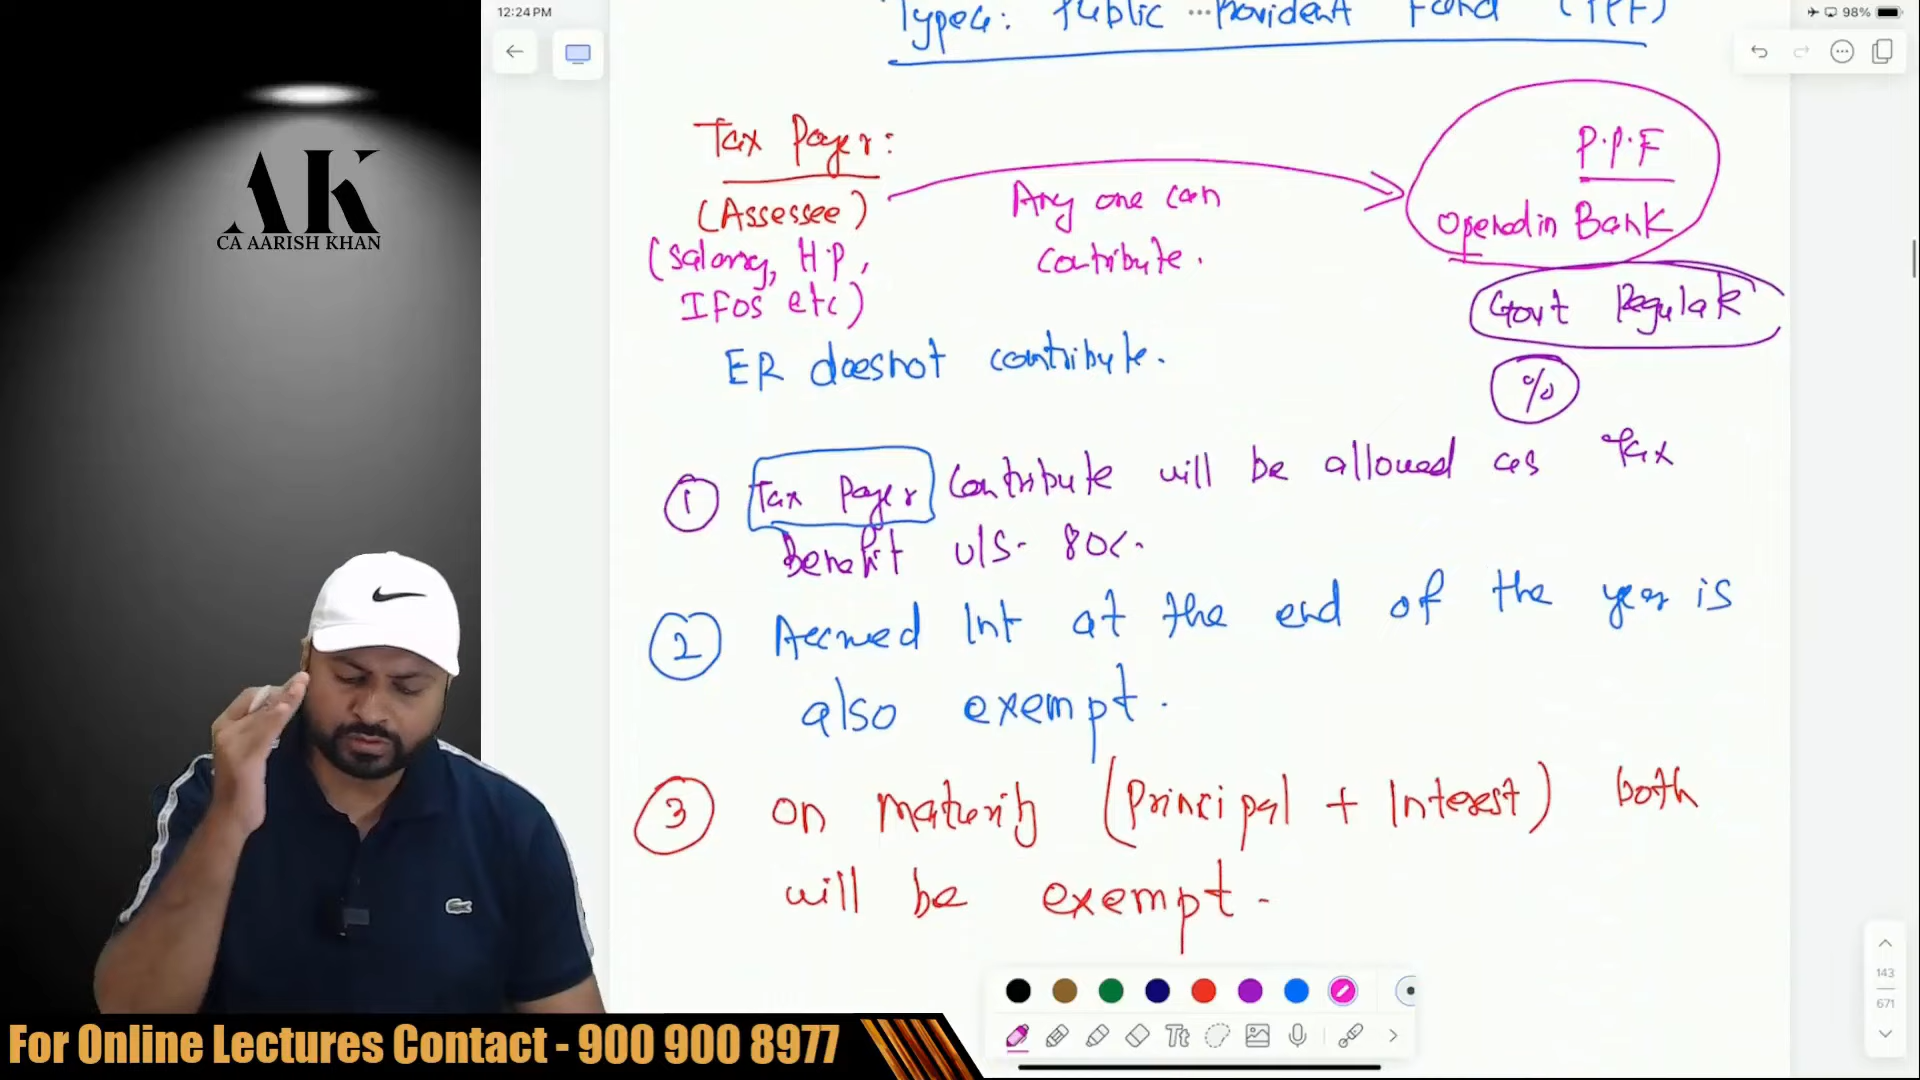 12:24 PM
98%
Types: Public Provident Fund (PPF)
Tax Payer:
P.P.F
(Assessee)
Any one can
Opened in Bank
(Salary, H.P,
contribute.
IFOS etc)
Govt Regulate
ER doesnot contribute.
%
① Tax Payer contribute will be allowed as Tax
Benefit U/S- 80C.
② Accrued Int at the end of the year is
also exempt.
③ on maturity (Principal + Interest) both
will be exempt.
AK
CA AARISH KHAN
Tt
143
671
For Online Lectures Contact - 900 900 8977